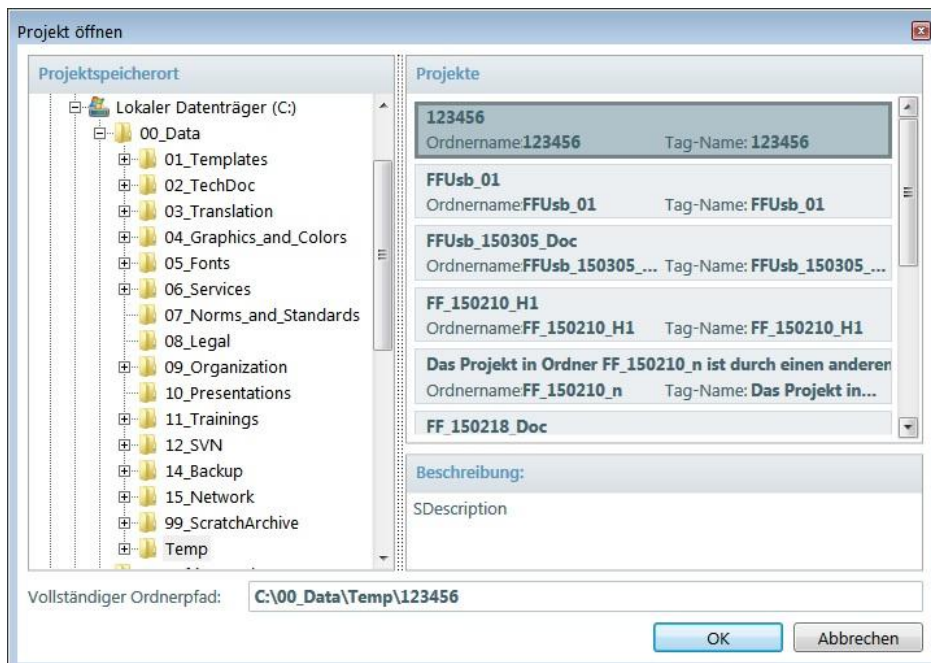 Projekt öffnen
Projektspeicherort
Lokaler Datenträger (C:)
00_Data
01_Templates
02_TechDoc
03_Translation
04_Graphics_and_Colors
05_Fonts
06_Services
07_Norms_and_Standards
08_Legal
09_Organization
10_Presentations
11_Trainings
12_SVN
14_Backup
15_Network
99_ScratchArchive
Temp
Projekte
123456
Ordnername:123456 Tag-Name: 123456
FFUsb_01
Ordnername:FFUsb_01 Tag-Name: FFUsb_01
FFUsb_150305_Doc
Ordnername:FFUsb_150305_... Tag-Name: FFUsb_150305_...
FF_150210_H1
Ordnername:FF_150210_H1 Tag-Name: FF_150210_H1
Das Projekt in Ordner FF_150210_n ist durch einen anderen
Ordnername:FF_150210_n Tag-Name: Das Projekt in...
FF_150218_Doc
Beschreibung:
SDescription
Vollständiger Ordnerpfad: C:\00_Data\Temp\123456
OK Abbrechen